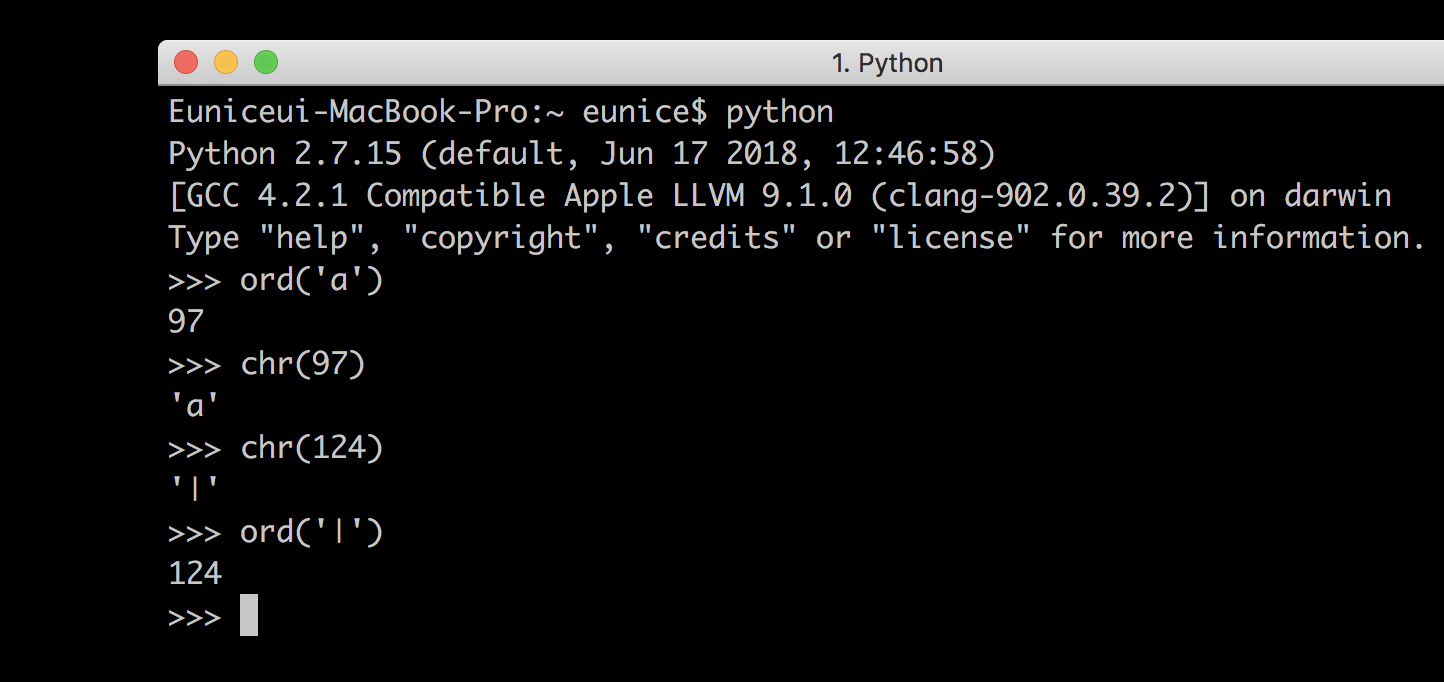 1. Python
Euniceui-MacBook-Pro:~ eunice$ python
Python 2.7.15 (default, Jun 17 2018, 12:46:58)
[GCC 4.2.1 Compatible Apple LLVM 9.1.0 (clang-902.0.39.2)] on darwin
Type "help", "copyright", "credits" or "license" for more information.
>>> ord('a')
97
>>> chr(97)
'a'
>>> chr(124)
'|'
>>> ord('|')
124
>>>